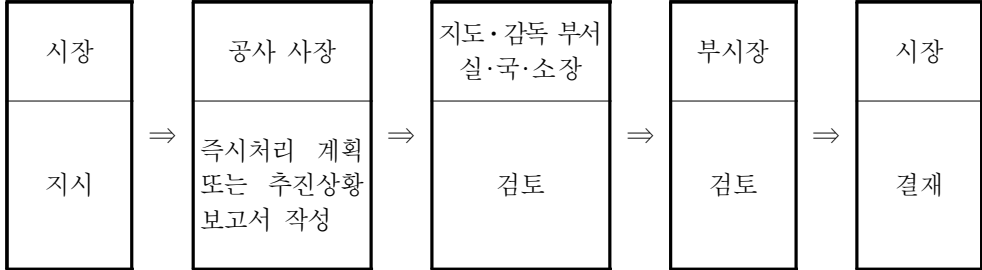 시장
지시
⇒
공사 사장
즉시처리 계획
또는 추진상황
보고서 작성
⇒
지도·감독 부서
실·국·소장
검토
⇒
부시장
검토
⇒
시장
결재